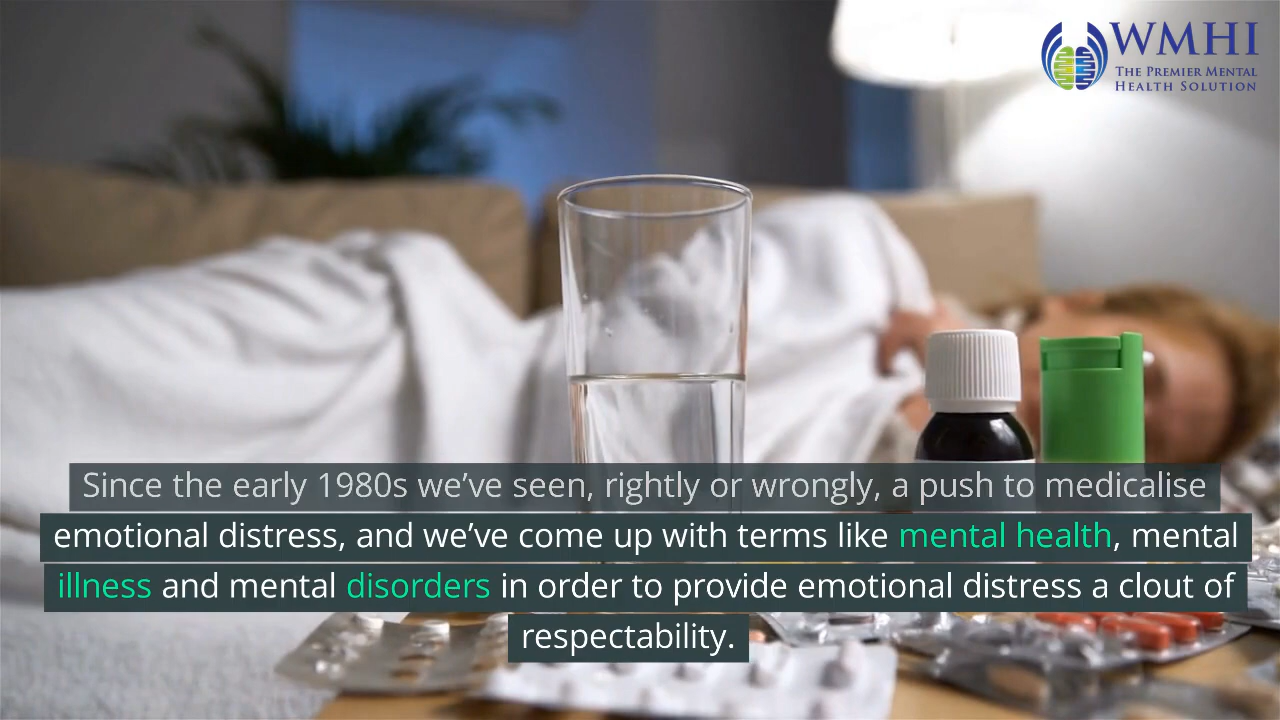 WMHI
THE PREMIER MENTAL
HEALTH SOLUTION
Since the early 1980s we’ve seen, rightly or wrongly, a push to medicalise
emotional distress, and we’ve come up with terms like mental health, mental
illness and mental disorders in order to provide emotional distress a clout of
respectability.